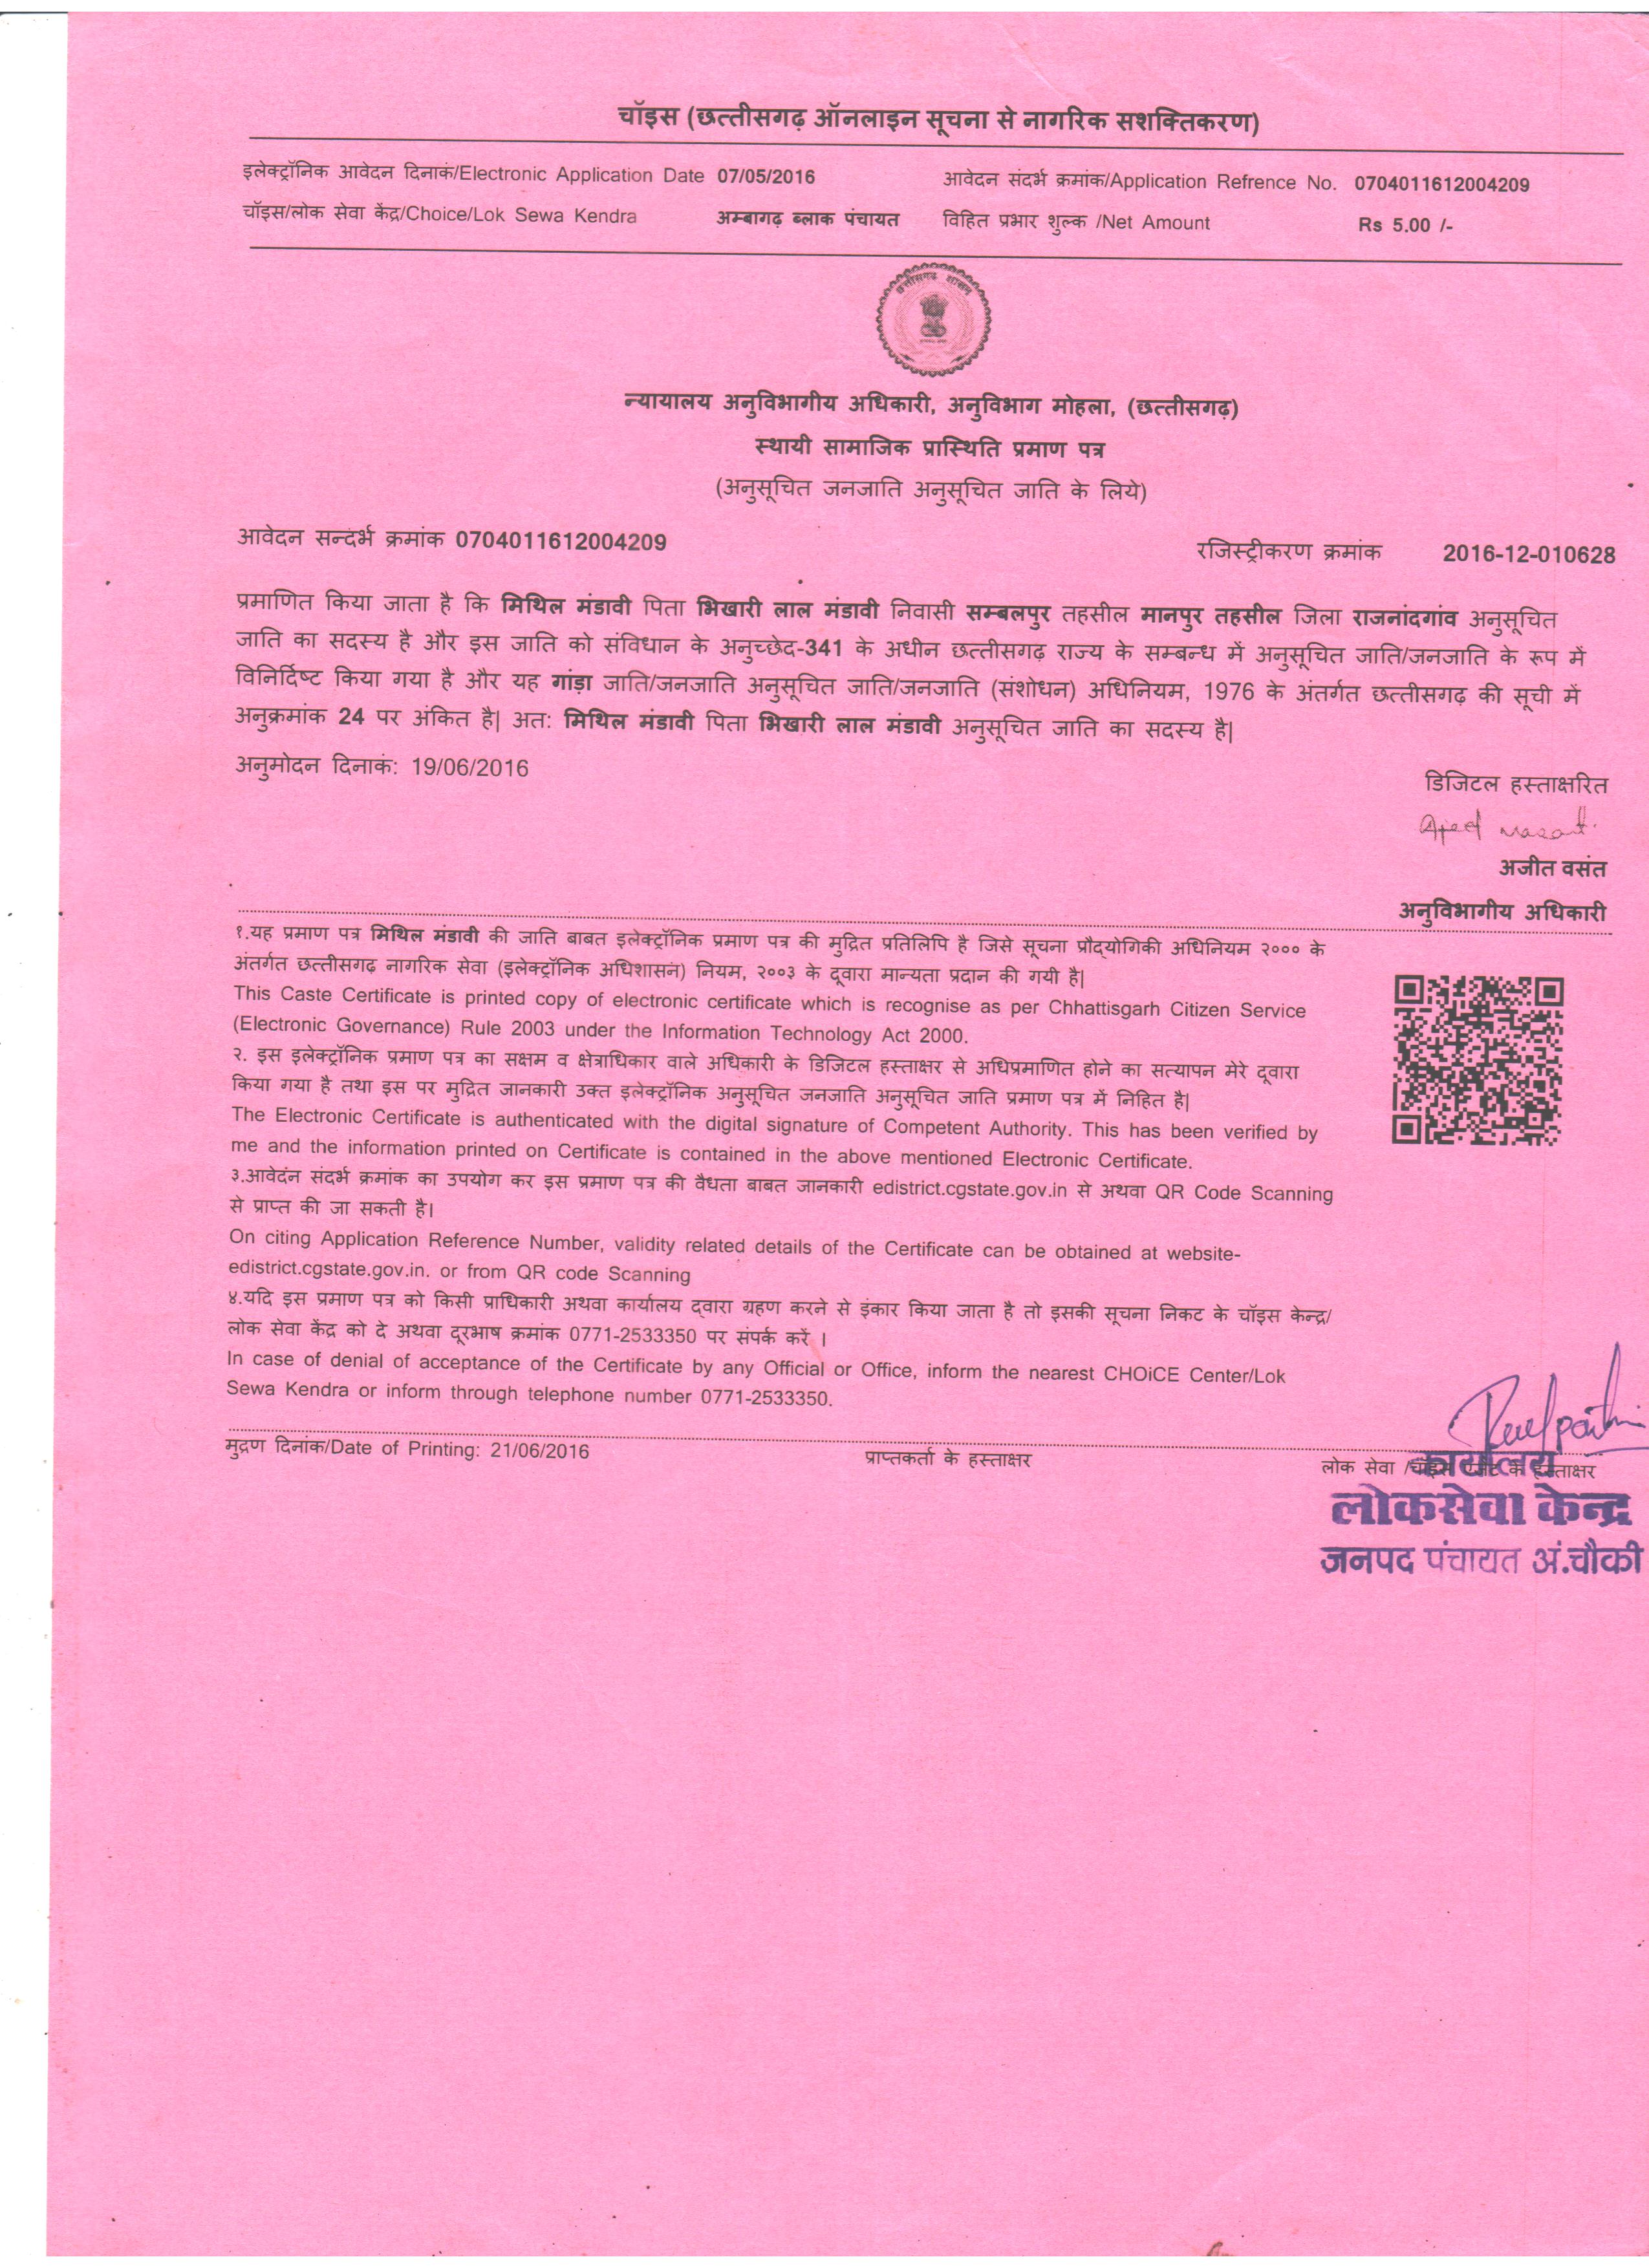 चॉइस (छत्तीसगढ़ ऑनलाइन सूचना से नागरिक सशक्तिकरण)
इलेक्ट्रॉनिक आवेदन दिनाकं/Electronic Application Date 07/05/2016 आवेदन संदर्भ क्रमांक/Application Refrence No. 0704011612004209
चॉइस/लोक सेवा केंद्र/Choice/Lok Sewa Kendra अम्बागढ़ ब्लाक पंचायत विहित प्रभार शुल्क /Net Amount Rs 5.00 /-
छत्तीसगढ़ शासन
न्यायालय अनुविभागीय अधिकारी, अनुविभाग मोहला, (छत्तीसगढ़)
स्थायी सामाजिक प्रास्थिति प्रमाण पत्र
(अनुसूचित जनजाति अनुसूचित जाति के लिये)
आवेदन सन्दर्भ क्रमांक 0704011612004209 रजिस्ट्रीकरण क्रमांक 2016-12-010628
प्रमाणित किया जाता है कि मिथिल मंडावी पिता भिखारी लाल मंडावी निवासी सम्बलपुर तहसील मानपुर तहसील जिला राजनांदगांव अनुसूचित
जाति का सदस्य है और इस जाति को संविधान के अनुच्छेद-341 के अधीन छत्तीसगढ़ राज्य के सम्बन्ध में अनुसूचित जाति/जनजाति के रूप में
विनिर्दिष्ट किया गया है और यह गांड़ा जाति/जनजाति अनुसूचित जाति/जनजाति (संशोधन) अधिनियम, 1976 के अंतर्गत छत्तीसगढ़ की सूची में
अनुक्रमांक 24 पर अंकित है| अत: मिथिल मंडावी पिता भिखारी लाल मंडावी अनुसूचित जाति का सदस्य है|
अनुमोदन दिनाकं: 19/06/2016
डिजिटल हस्ताक्षरित
अजीत वसंत
अनुविभागीय अधिकारी
१.यह प्रमाण पत्र मिथिल मंडावी की जाति बाबत इलेक्ट्रॉनिक प्रमाण पत्र की मुद्रित प्रतिलिपि है जिसे सूचना प्रौद्योगिकी अधिनियम २००० के
अंतर्गत छत्तीसगढ़ नागरिक सेवा (इलेक्ट्रॉनिक अधिशासन) नियम, २००३ के दूवारा मान्यता प्रदान की गयी है|
This Caste Certificate is printed copy of electronic certificate which is recognise as per Chhattisgarh Citizen Service
(Electronic Governance) Rule 2003 under the Information Technology Act 2000.
२. इस इलेक्ट्रॉनिक प्रमाण पत्र का सक्षम व क्षेत्राधिकार वाले अधिकारी के डिजिटल हस्ताक्षर से अधिप्रमाणित होने का सत्यापन मेरे दूवारा
किया गया है तथा इस पर मुद्रित जानकारी उक्त इलेक्ट्रॉनिक अनुसूचित जनजाति अनुसूचित जाति प्रमाण पत्र में निहित है|
The Electronic Certificate is authenticated with the digital signature of Competent Authority. This has been verified by
me and the information printed on Certificate is contained in the above mentioned Electronic Certificate.
३.आवेदंन संदर्भ क्रमांक का उपयोग कर इस प्रमाण पत्र की वैधता बाबत जानकारी edistrict.cgstate.gov.in से अथवा QR Code Scanning
से प्राप्त की जा सकती है।
On citing Application Reference Number, validity related details of the Certificate can be obtained at website-
edistrict.cgstate.gov.in. or from QR code Scanning
४.यदि इस प्रमाण पत्र को किसी प्राधिकारी अथवा कार्यालय द्वारा ग्रहण करने से इंकार किया जाता है तो इसकी सूचना निकट के चॉइस केन्द्र/
लोक सेवा केंद्र को दे अथवा दूरभाष क्रमांक 0771-2533350 पर संपर्क करें ।
In case of denial of acceptance of the Certificate by any Official or Office, inform the nearest CHOiCE Center/Lok
Sewa Kendra or inform through telephone number 0771-2533350.
मुद्रण दिनांक/Date of Printing: 21/06/2016 प्राप्तकर्ता के हस्ताक्षर लोक सेवा /चॉइस एजेंट के हस्ताक्षर
कार्यालय
लोकसेवा केन्द्र
जनपद पंचायत अं.चौकी